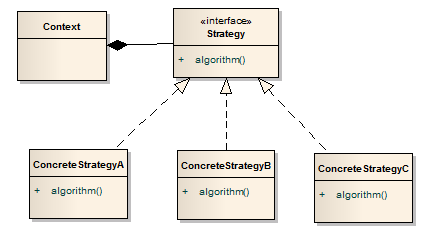 Context
«interface»
Strategy
+ algorithm()
ConcreteStrategyA
+ algorithm()
ConcreteStrategyB
+ algorithm()
ConcreteStrategyC
+ algorithm()